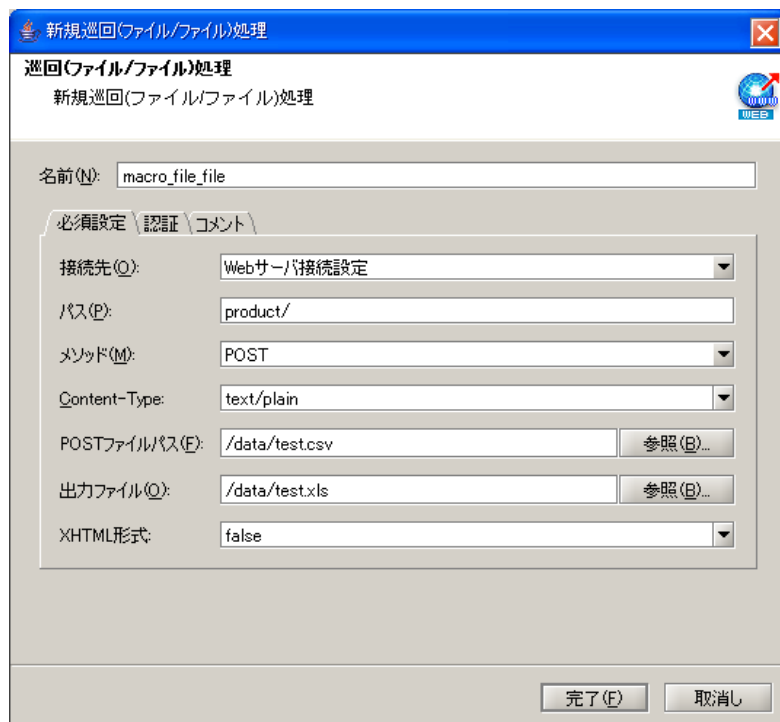 新規巡回(ファイル/ファイル)処理
巡回(ファイル/ファイル)処理
新規巡回(ファイル/ファイル)処理
WWW
WEB
名前(N): macro_file_file
必須設定 認証 コメント
接続先(O): Webサーバ接続設定
パス(P): product/
メソッド(M): POST
Content-Type: text/plain
POSTファイルパス(F): /data/test.csv 参照(B)...
出力ファイル(O): /data/test.xls 参照(B)...
XHTML形式: false
完了(F) 取消し